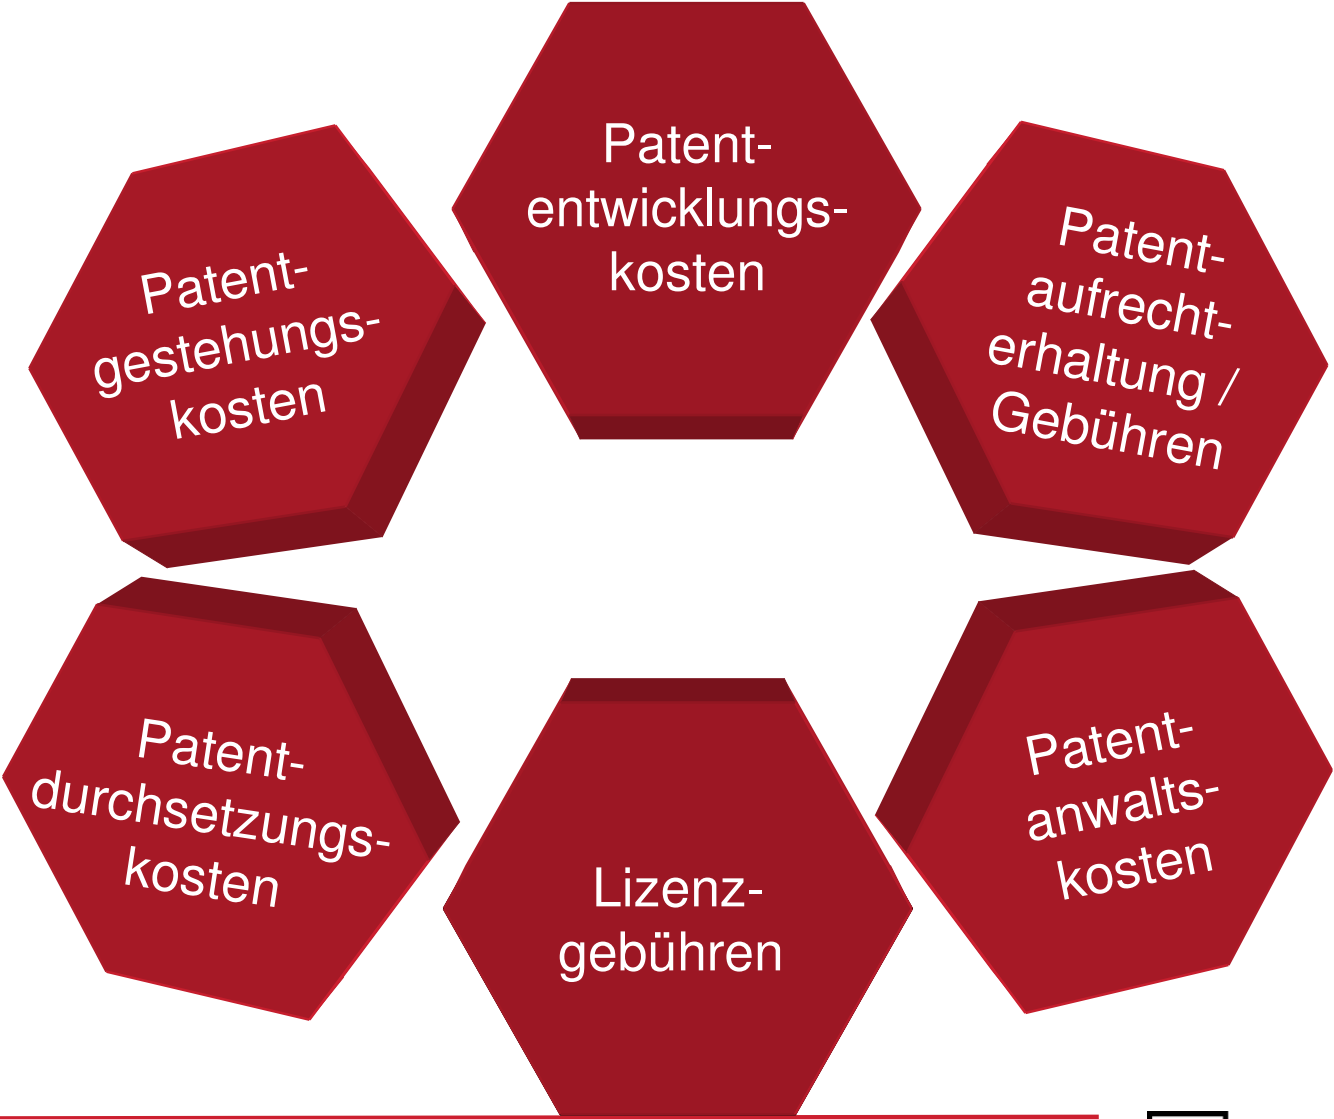 Patent-
entwicklungs-
kosten
Patent-
gestehungs-
kosten
Patent-
aufrecht-
erhaltung /
Gebühren
Patent-
durchsetzungs-
kosten
Lizenz-
gebühren
Patent-
anwalts-
kosten